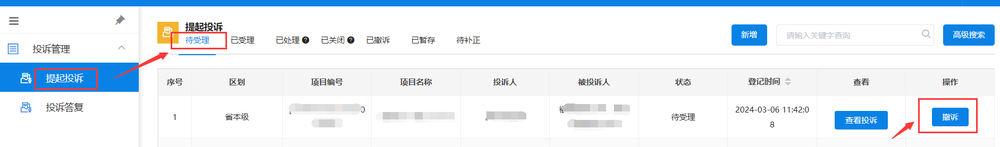 提起投诉
待受理 已受理 已处理 已关闭 已撤诉 已暂存 待补正
新增 请输入关键字查询 高级搜索
投诉管理
提起投诉
投诉答复
序号 区划 项目编号 项目名称 投诉人 被投诉人 状态 登记时间 查看 操作
1 省本级 待受理 2024-03-06 11:42:0
8
查看投诉 撤诉